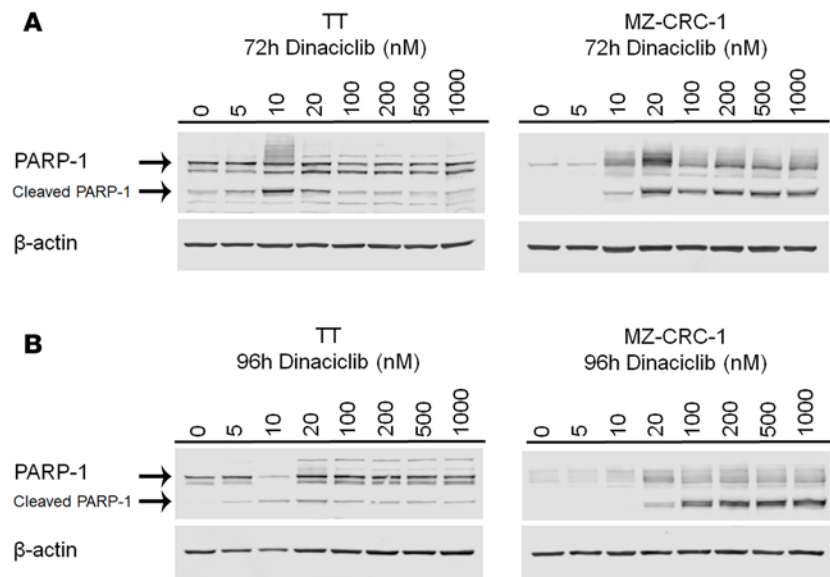 A
TT
72h Dinaciclib (nM)
0 5 10 20 100 200 500 1000
MZ-CRC-1
72h Dinaciclib (nM)
0 5 10 20 100 200 500 1000
PARP-1
Cleaved PARP-1
β-actin
B
TT
96h Dinaciclib (nM)
0 5 10 20 100 200 500 1000
MZ-CRC-1
96h Dinaciclib (nM)
0 5 10 20 100 200 500 1000
PARP-1
Cleaved PARP-1
β-actin